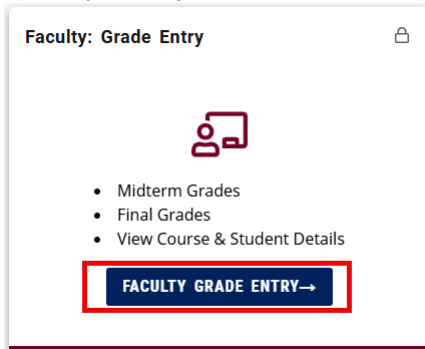 Faculty: Grade Entry
• Midterm Grades
• Final Grades
• View Course & Student Details
FACULTY GRADE ENTRY→